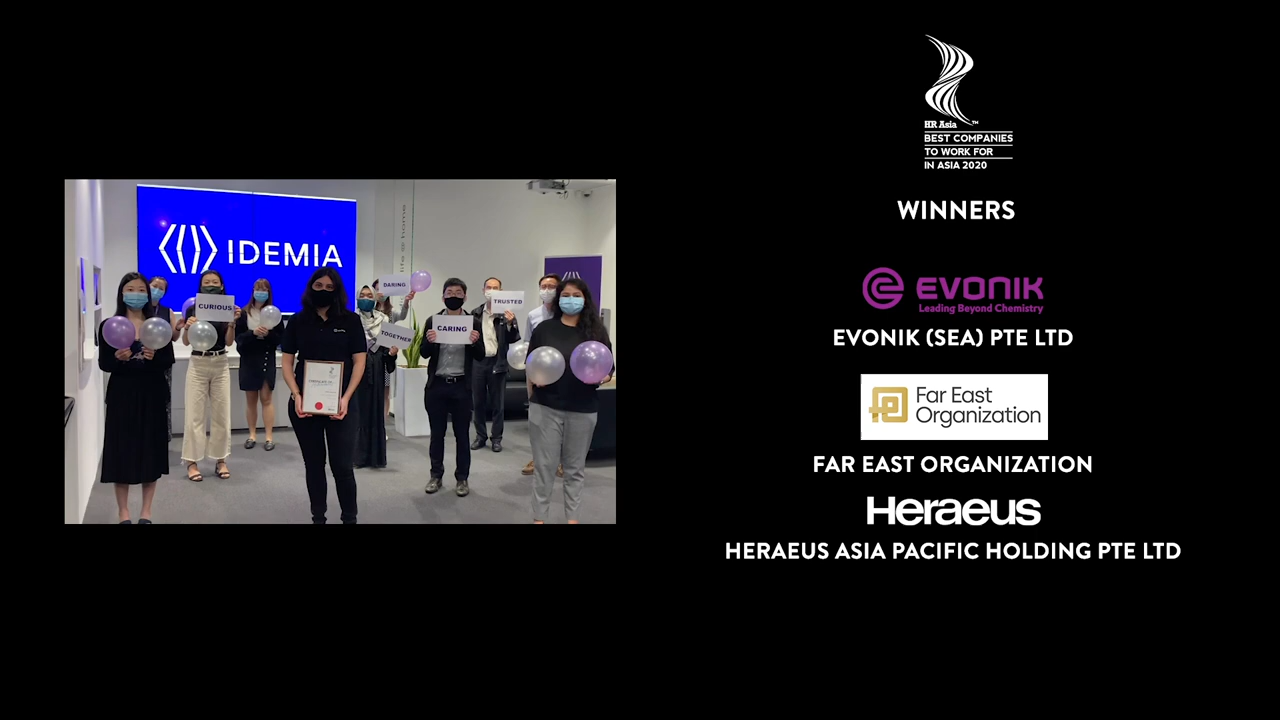 IDEMIA
DARING
CURIOUS
TRUSTED
CARING
TOGETHER
HR Asia™
BEST COMPANIES
TO WORK FOR
IN ASIA 2020
WINNERS
EVONIK
Leading Beyond Chemistry
EVONIK (SEA) PTE LTD
Far East
Organization
FAR EAST ORGANIZATION
Heraeus
HERAEUS ASIA PACIFIC HOLDING PTE LTD